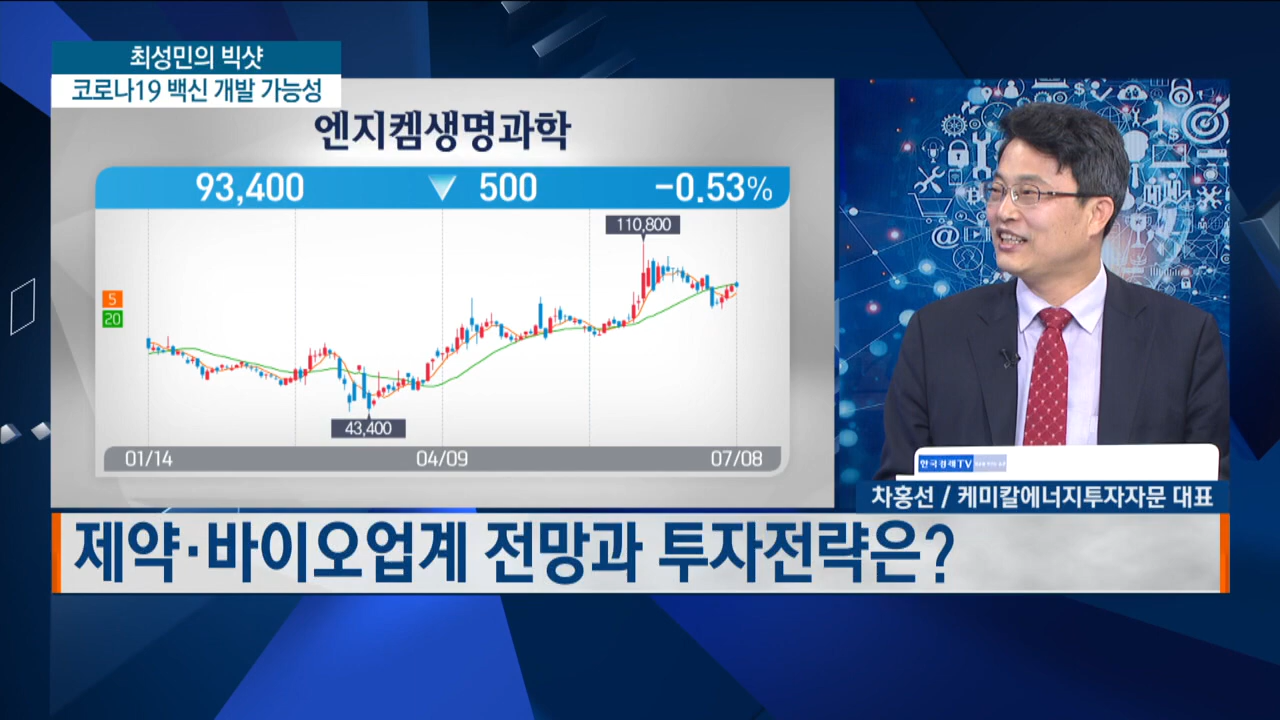 최성민의 빅샷
코로나19 백신 개발 가능성
엔지켐생명과학
93,400 ▼ 500 -0.53%
110,800
5
20
43,400
01/14 04/09 07/08
한국경제TV
차홍선 / 케미칼에너지투자자문 대표
제약·바이오업계 전망과 투자전략은?